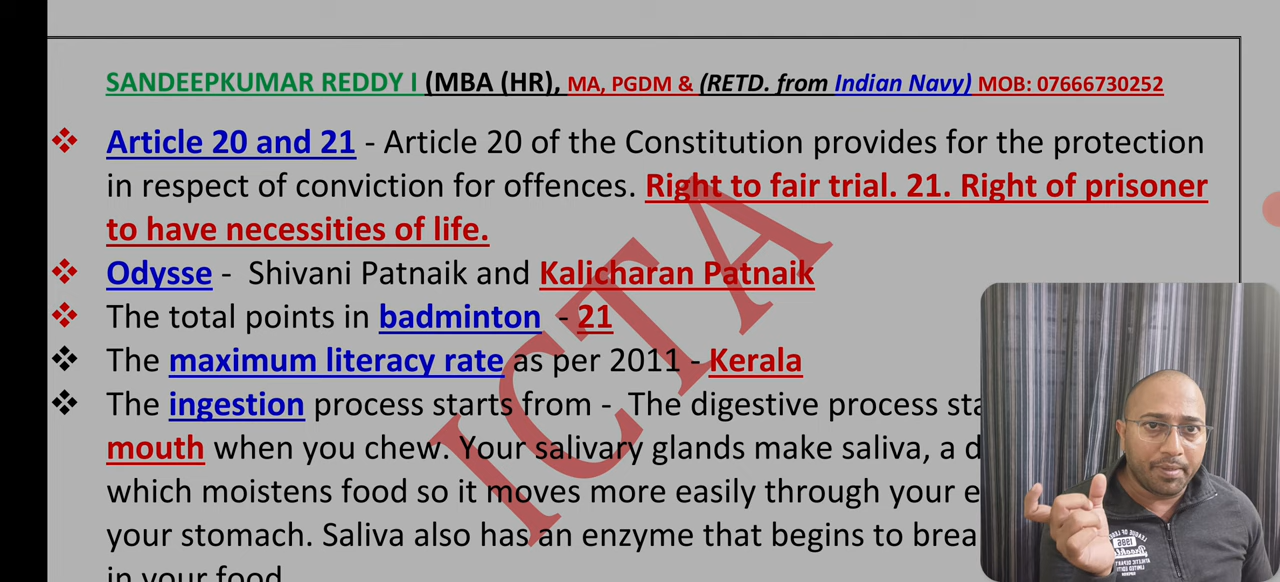 SANDEEPKUMAR REDDY I (MBA (HR), MA, PGDM & (RETD. from Indian Navy) MOB: 07666730252
❖ Article 20 and 21 - Article 20 of the Constitution provides for the protection
in respect of conviction for offences. Right to fair trial. 21. Right of prisoner
to have necessities of life.
❖ Odysse - Shivani Patnaik and Kalicharan Patnaik
❖ The total points in badminton - 21
❖ The maximum literacy rate as per 2011 - Kerala
❖ The ingestion process starts from - The digestive process
mouth when you chew. Your salivary glands make saliva, a
which moistens food so it moves more easily through your
your stomach. Saliva also has an enzyme that begins to
in your food
ICTA